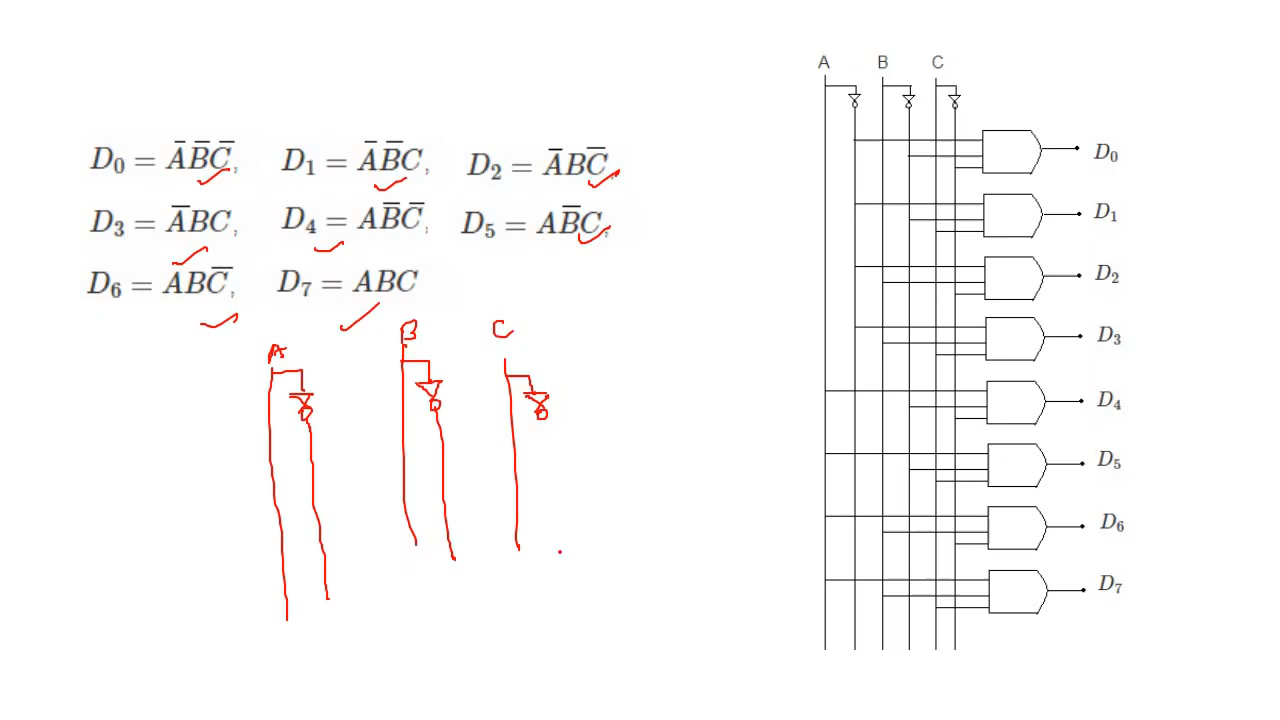 D₀ = A̅B̅C̅, D₁ = A̅B̅C, D₂ = A̅BC̅,
D₃ = A̅BC, D₄ = AB̅C̅, D₅ = AB̅C,
D₆ = ABC̅, D₇ = ABC
A B C
A B C
D₀
D₁
D₂
D₃
D₄
D₅
D₆
D₇